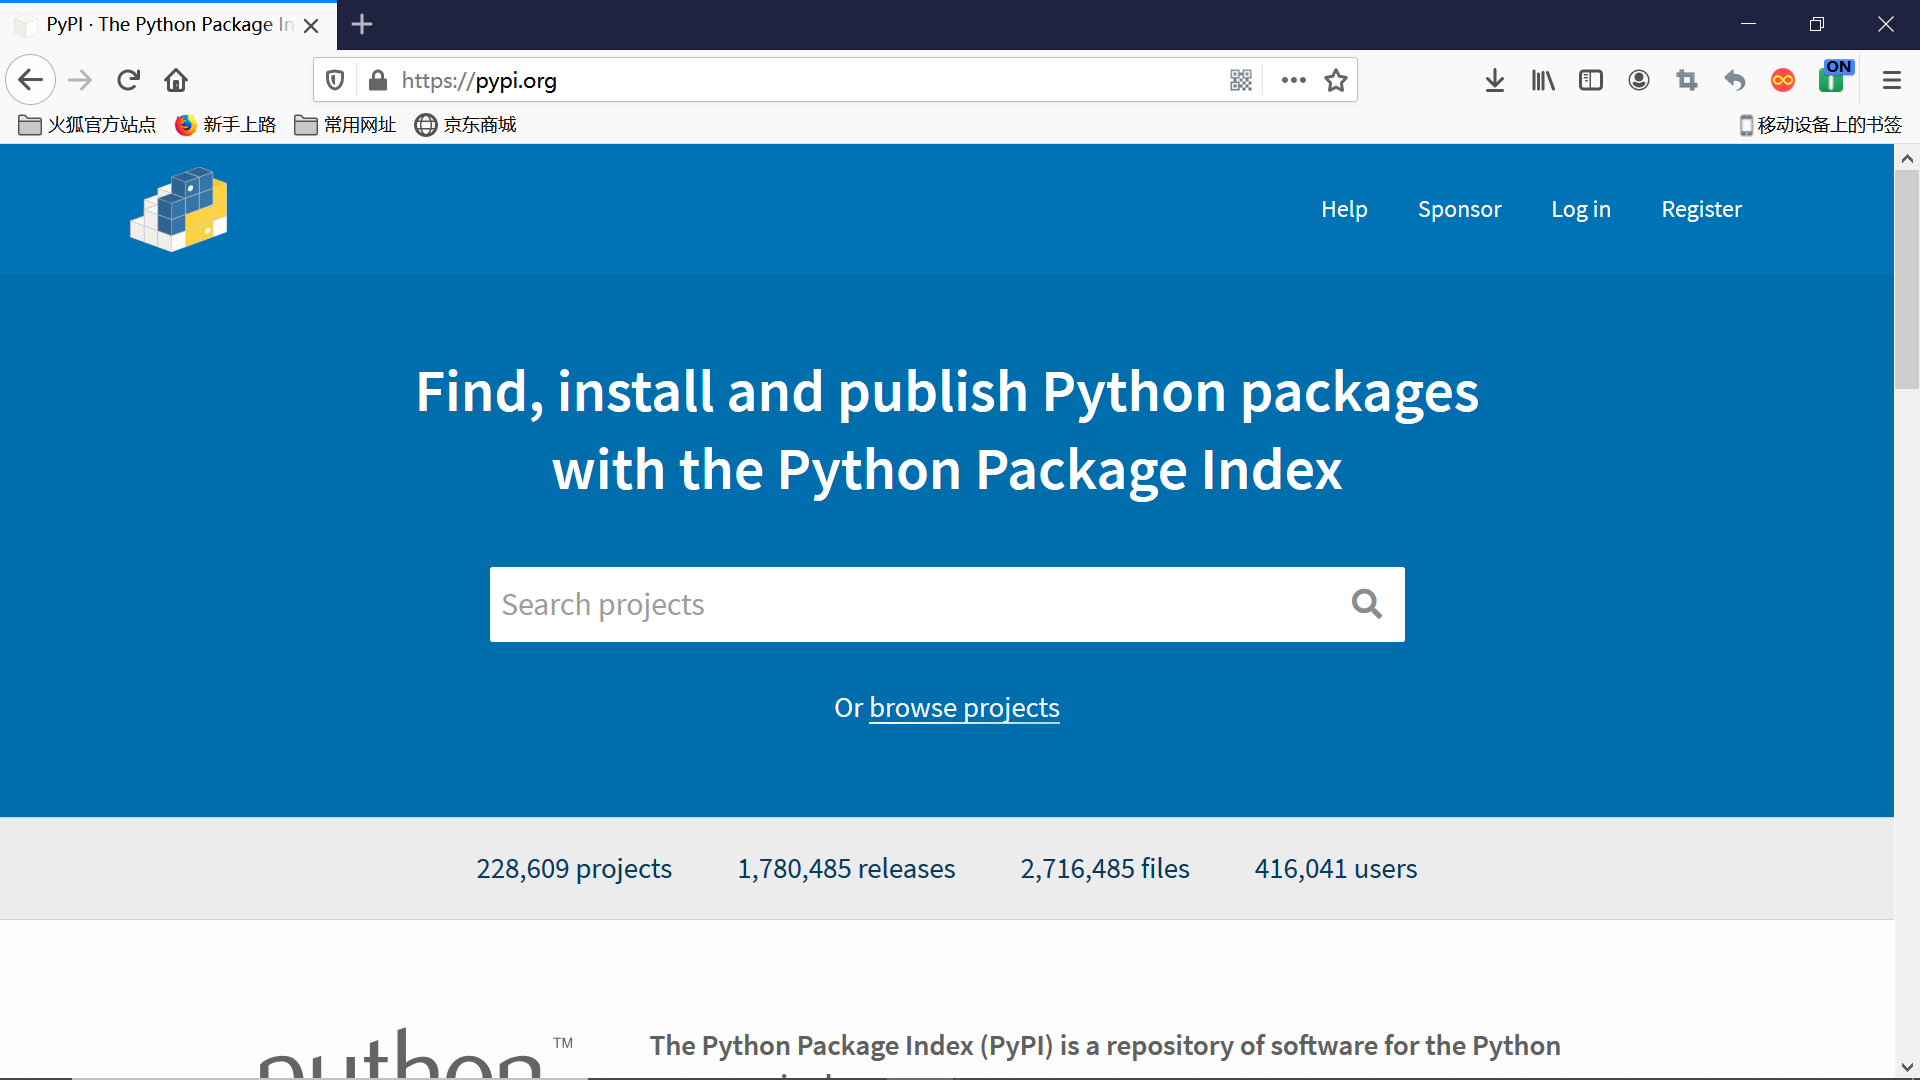 PyPI · The Python Package In
https://pypi.org
ON
火狐官方站点 新手上路 常用网址 京东商城 移动设备上的书签
Help Sponsor Log in Register
Find, install and publish Python packages
with the Python Package Index
Search projects
Or browse projects
228,609 projects 1,780,485 releases 2,716,485 files 416,041 users
python™
The Python Package Index (PyPI) is a repository of software for the Python